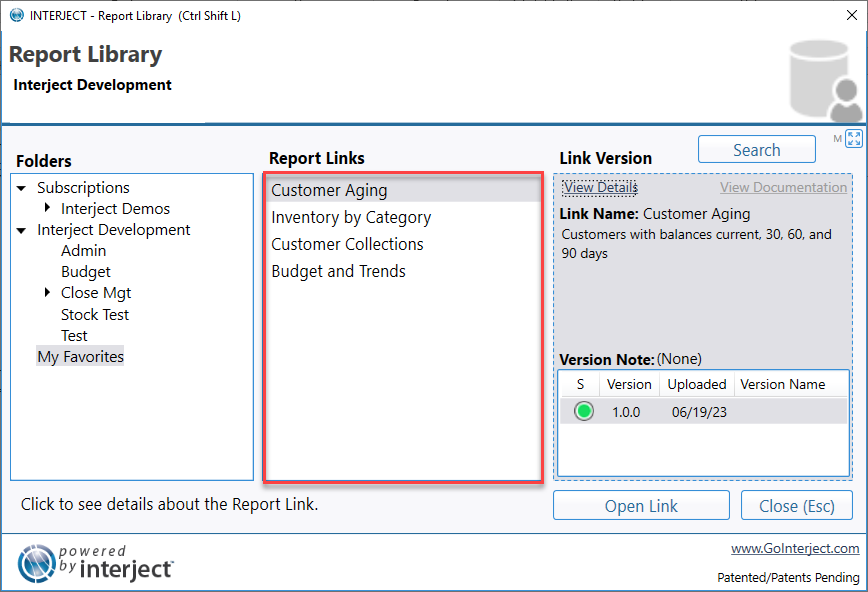 INTERJECT - Report Library (Ctrl Shift L)
Report Library
Interject Development
M
Folders
Subscriptions
Interject Demos
Interject Development
Admin
Budget
Close Mgt
Stock Test
Test
My Favorites
Report Links
Customer Aging
Inventory by Category
Customer Collections
Budget and Trends
Link Version
Search
View Details
View Documentation
Link Name: Customer Aging
Customers with balances current, 30, 60, and
90 days
Version Note: (None)
S Version Uploaded Version Name
1.0.0 06/19/23
Click to see details about the Report Link.
Open Link
Close (Esc)
powered
by interject™
www.GoInterject.com
Patented/Patents Pending